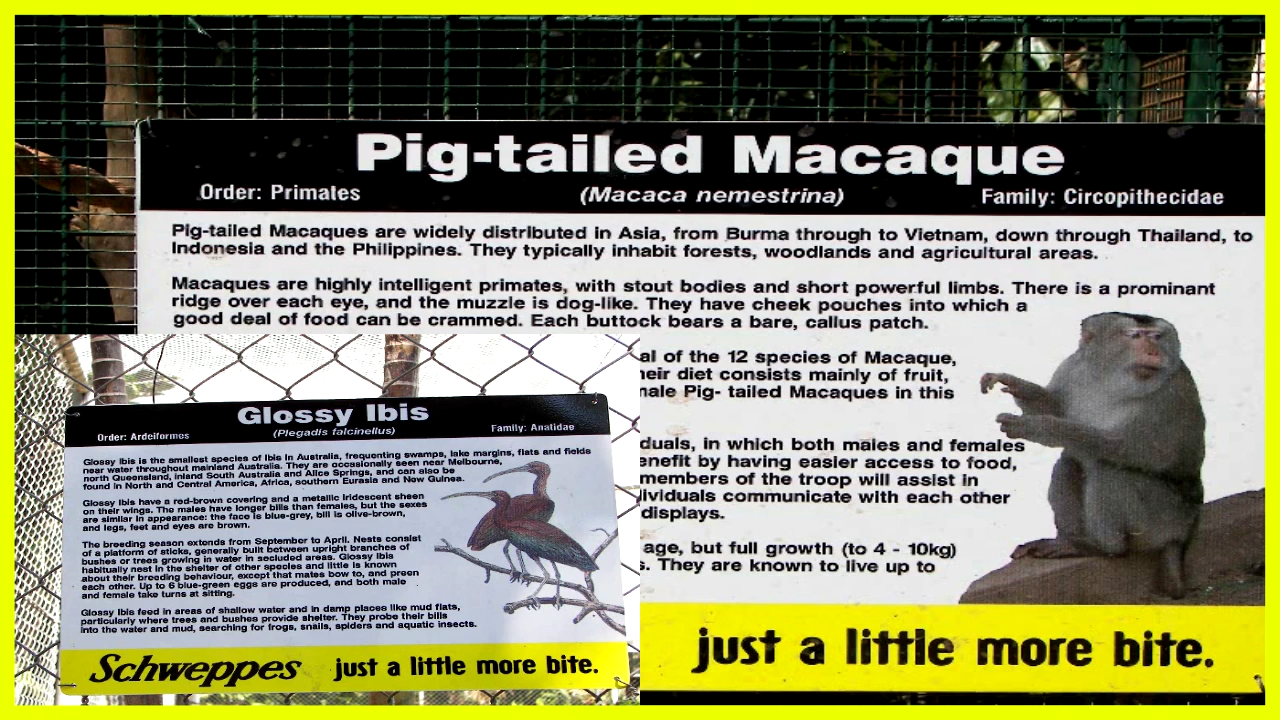 Pig-tailed Macaque
Order: Primates (Macaca nemestrina) Family: Circopithecidae
Pig-tailed Macaques are widely distributed in Asia, from Burma through to Vietnam, down through Thailand, to
Indonesia and the Philippines. They typically inhabit forests, woodlands and agricultural areas.
Macaques are highly intelligent primates, with stout bodies and short powerful limbs. There is a prominent
ridge over each eye, and the muzzle is dog-like. They have cheek pouches into which a
good deal of food can be crammed. Each buttock bears a bare, callus patch.
al of the 12 species of Macaque,
heir diet consists mainly of fruit,
nale Pig- tailed Macaques in this
duals, in which both males and females
enefit by having easier access to food,
members of the troop will assist in
ividuals communicate with each other
displays.
age, but full growth (to 4 - 10kg)
s. They are known to live up to
just a little more bite.
Glossy Ibis
Order: Ardeiformes (Plegadis falcinellus) Family: Anatidae
Glossy Ibis is the smallest species of Ibis in Australia, frequenting swamps, lake margins, flats and fields
near water throughout mainland Australia. They are occasionally seen near Melbourne,
north Queensland, inland South Australia and Alice Springs, and can also be
found in North and Central America, Africa, southern Eurasia and New Guinea.
Glossy Ibis have a red-brown covering and a metallic iridescent sheen
on their wings. The males have longer bills than females, but the sexes
are similar in appearance: the face is blue-grey, bill is olive-brown,
and legs, feet and eyes are brown.
The breeding season extends from September to April. Nests consist
of a platform of sticks, generally built between upright branches of
bushes or trees growing in water in secluded areas. Glossy Ibis
habitually nest in the shelter of other species and little is known
about their breeding behaviour, except that mates bow to, and preen
each other. Up to 6 blue-green eggs are produced, and both male
and female take turns at sitting.
Glossy Ibis feed in areas of shallow water and in damp places like mud flats,
particularly where trees and bushes provide shelter. They probe their bills
into the water and mud, searching for frogs, snails, spiders and aquatic insects.
Schweppes just a little more bite.